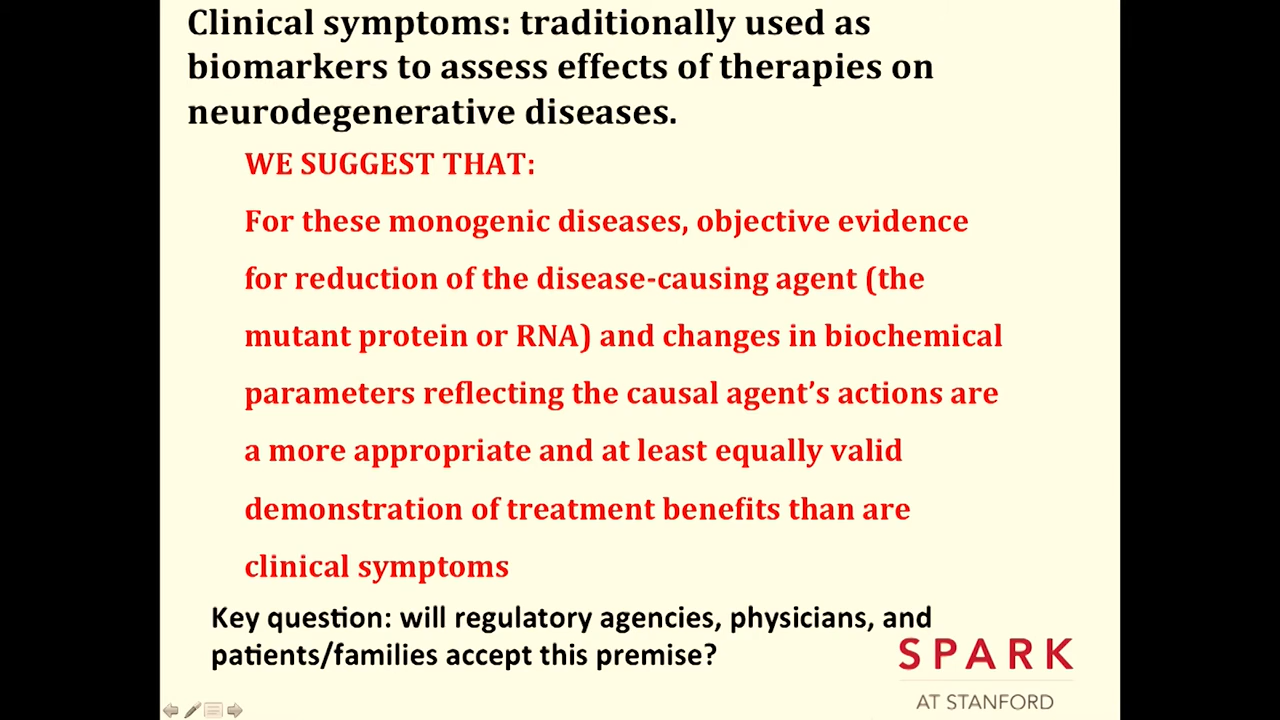 Clinical symptoms: traditionally used as
biomarkers to assess effects of therapies on
neurodegenerative diseases.
WE SUGGEST THAT:
For these monogenic diseases, objective evidence
for reduction of the disease-causing agent (the
mutant protein or RNA) and changes in biochemical
parameters reflecting the causal agent’s actions are
a more appropriate and at least equally valid
demonstration of treatment benefits than are
clinical symptoms
Key question: will regulatory agencies, physicians, and
patients/families accept this premise?
SPARK
AT STANFORD